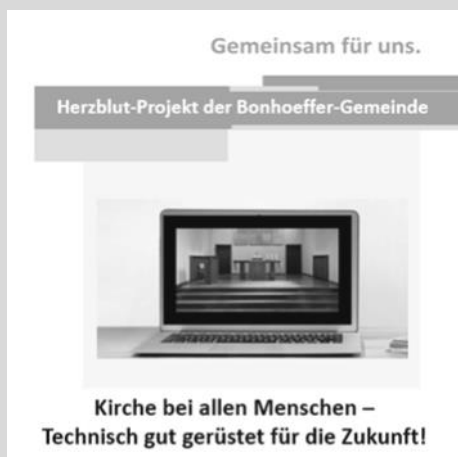 Gemeinsam für uns.
Herzblut-Projekt der Bonhoeffer-Gemeinde
Kirche bei allen Menschen –
Technisch gut gerüstet für die Zukunft!